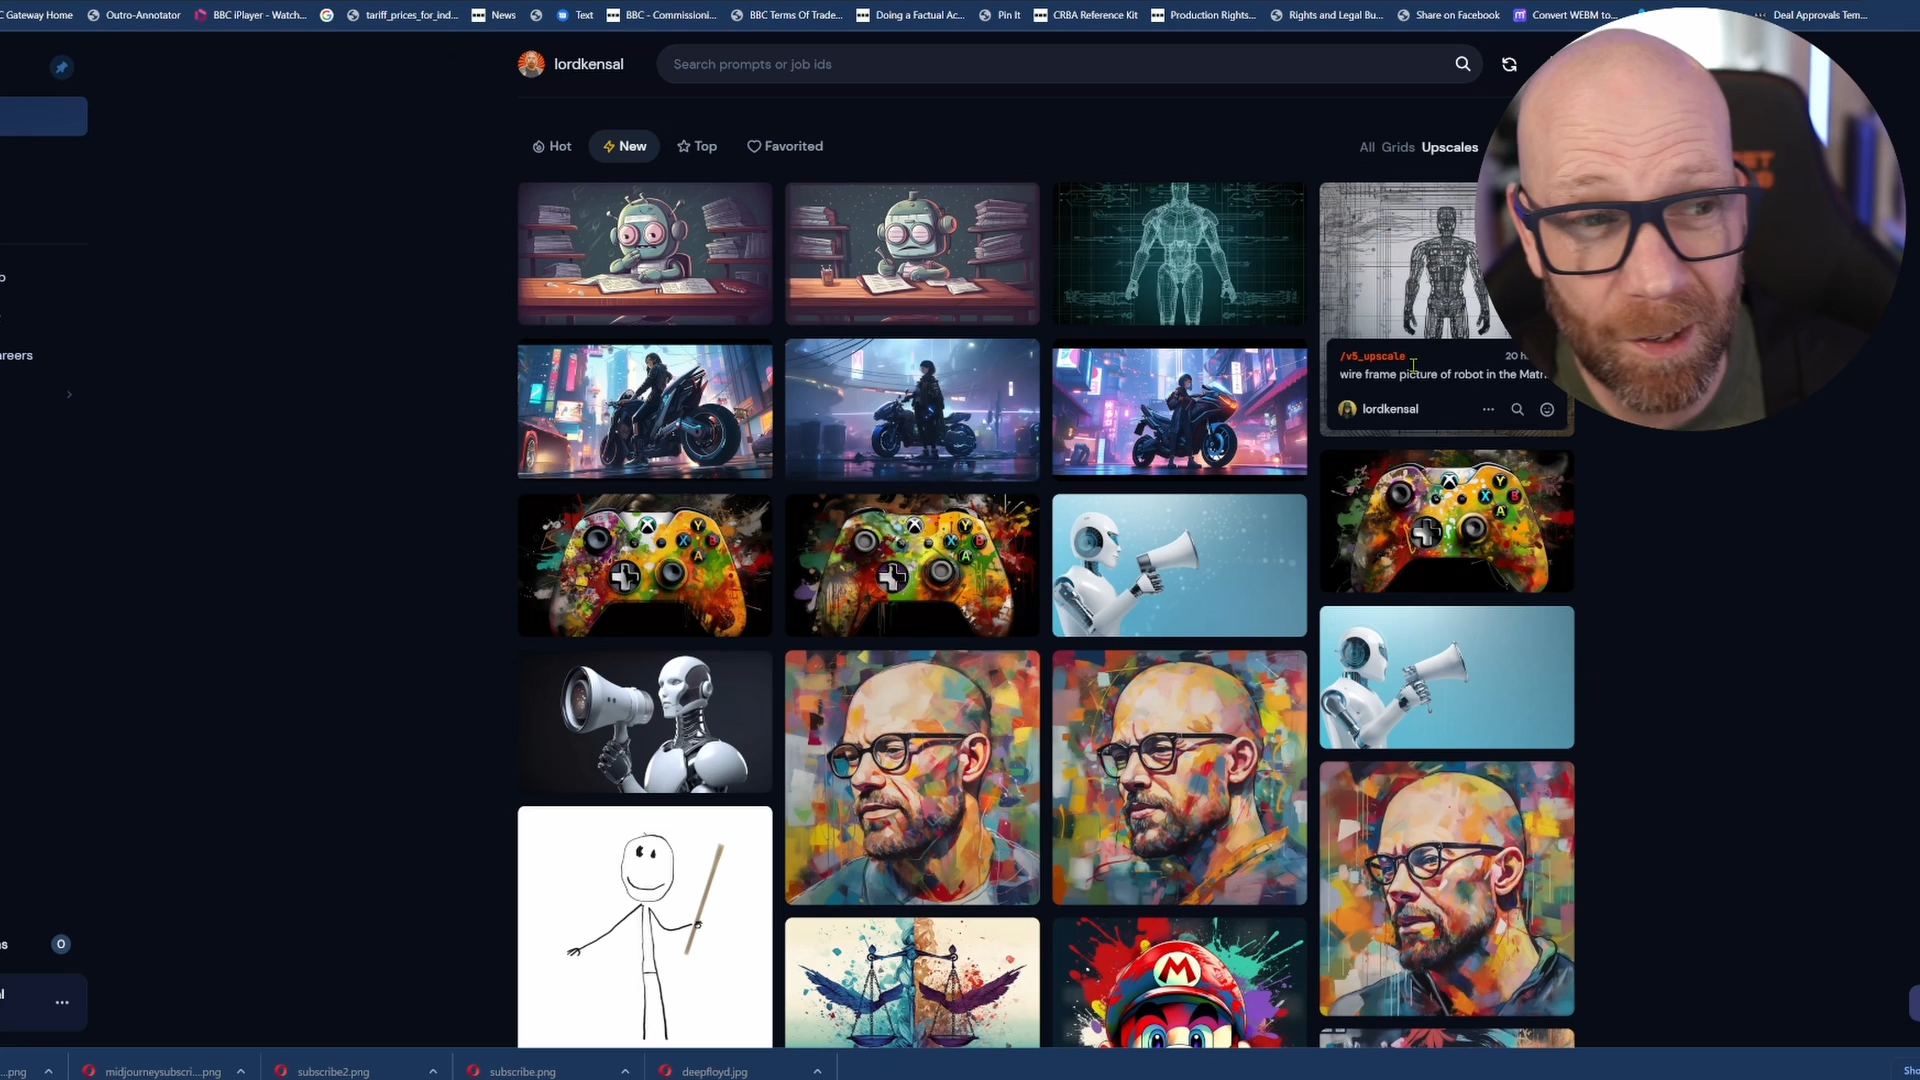 C Gateway Home
Outro-Annotator
BBC iPlayer - Watch...
tariff_prices_for_ind...
News
Text
BBC - Commissioni...
BBC Terms Of Trade...
Doing a Factual Ac...
Pin It
CRBA Reference Kit
Production Rights...
Rights and Legal Bu...
Share on Facebook
Convert WEBM to...
Deal Approvals Tem...
lordkensal
Search prompts or job ids
Hot
New
Top
Favorited
All Grids Upscales
/v5_upscale
20 h
wire frame picture of robot in the Matr
lordkensal
X Y
X B
A
X Y
X B
A
X Y
X B
A
areers
M
0
...png
midjourneysubscri....png
subscribe2.png
subscribe.png
deepfloyd.jpg
Sho